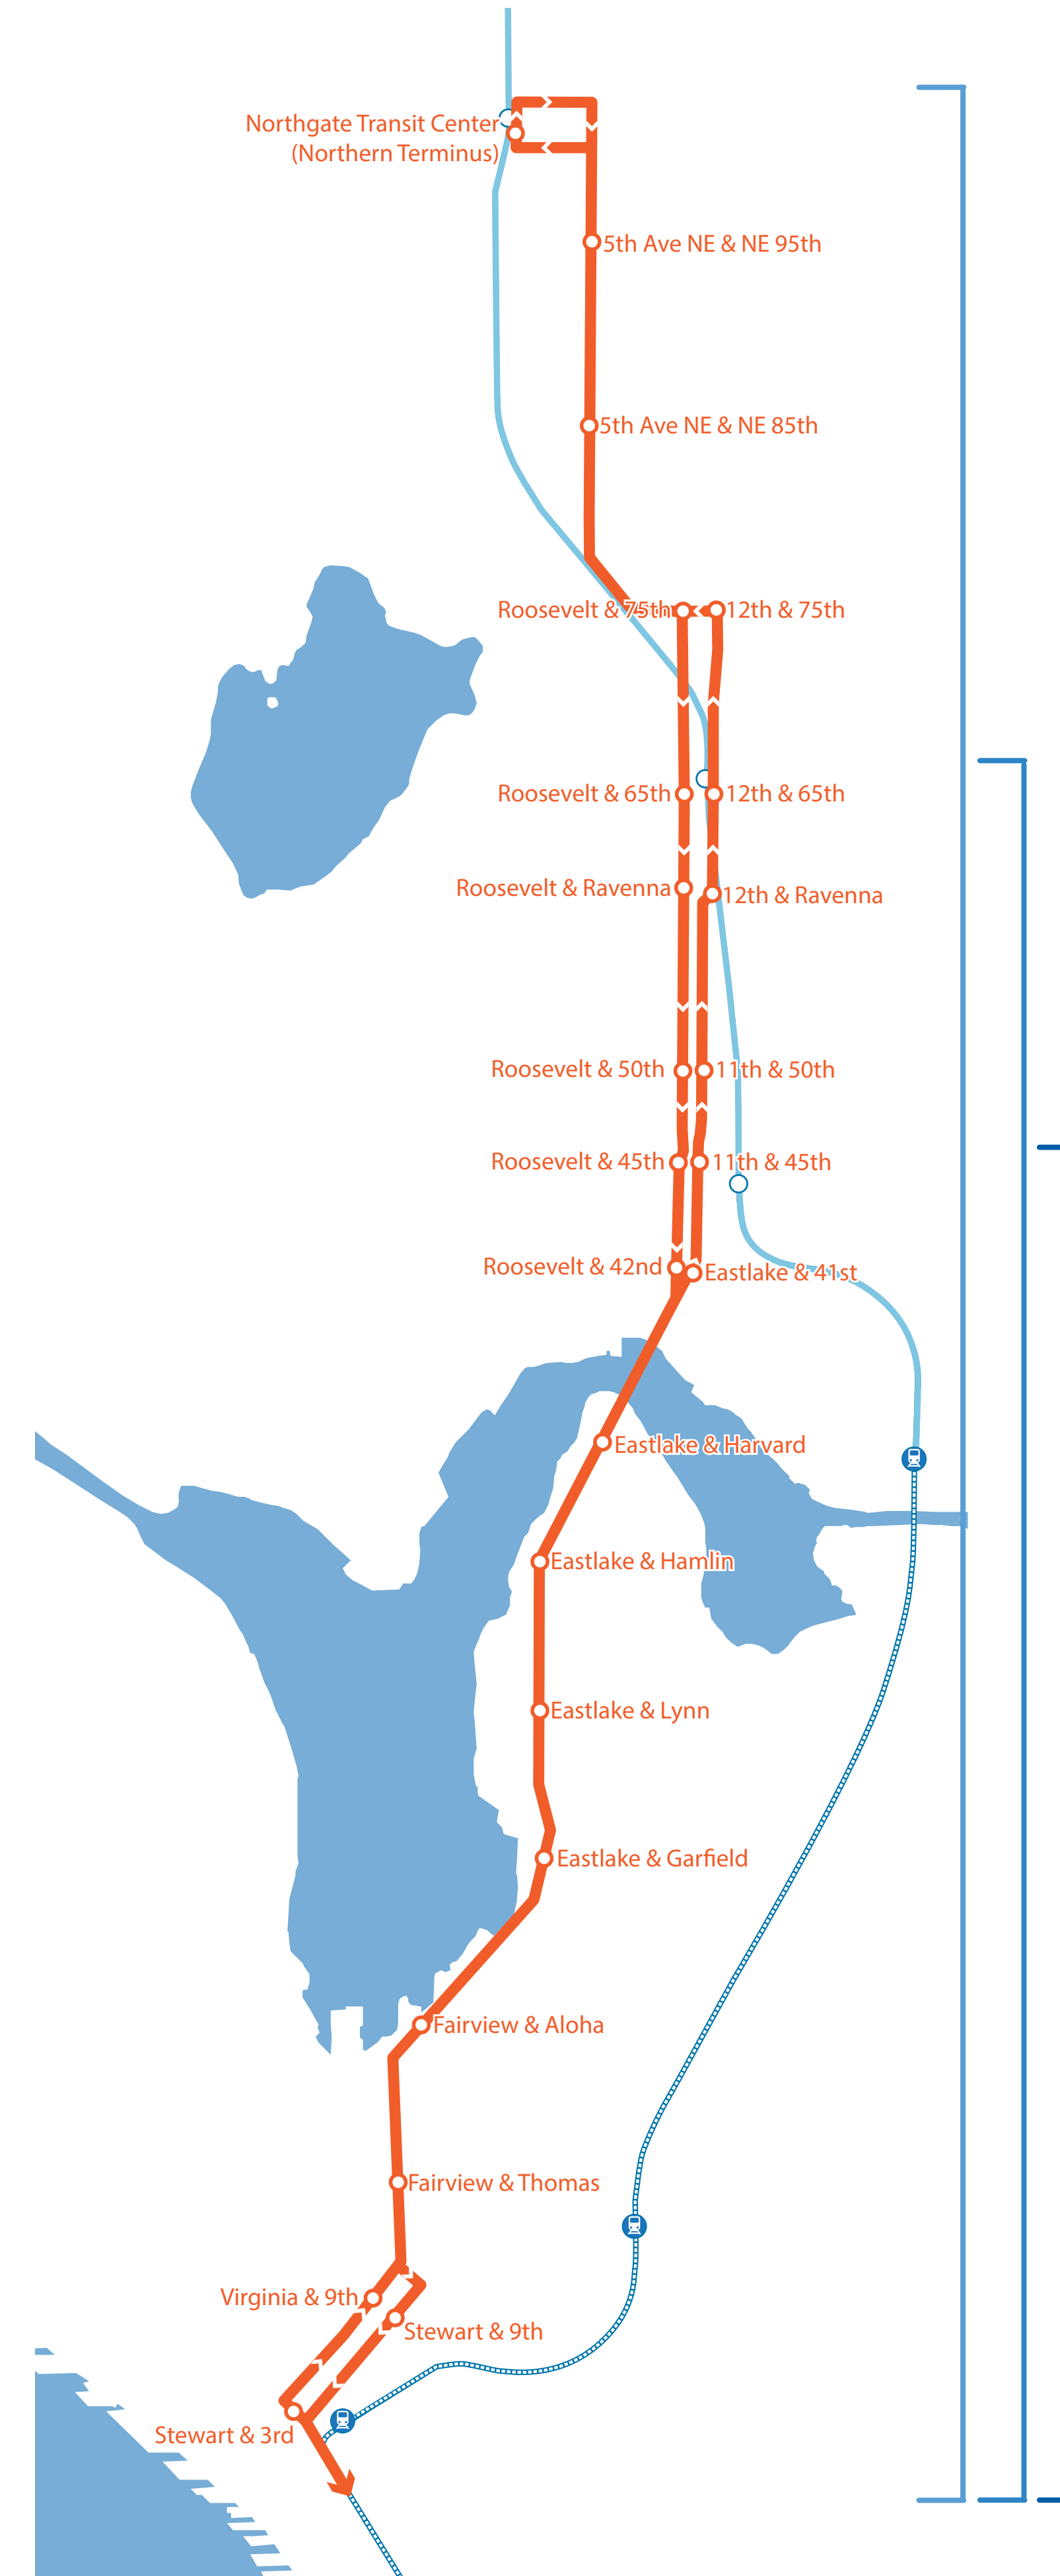 Northgate Transit Center
(Northern Terminus)
5th Ave NE & NE 95th
5th Ave NE & NE 85th
Roosevelt & 75th
12th & 75th
Roosevelt & 65th
12th & 65th
Roosevelt & Ravenna
12th & Ravenna
Roosevelt & 50th
11th & 50th
Roosevelt & 45th
11th & 45th
Roosevelt & 42nd
Eastlake & 41st
Eastlake & Harvard
Eastlake & Hamlin
Eastlake & Lynn
Eastlake & Garfield
Fairview & Aloha
Fairview & Thomas
Virginia & 9th
Stewart & 9th
Stewart & 3rd